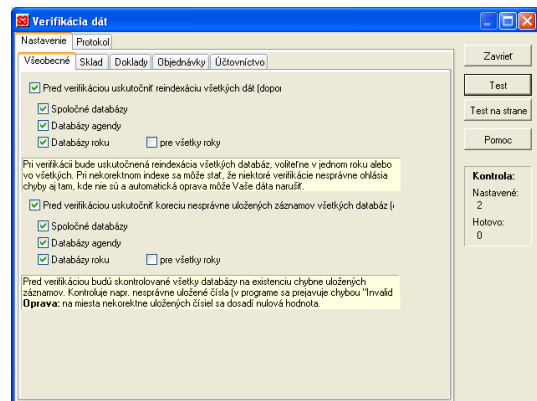 Verifikácia dát
Nastavenie Protokol
Všeobecné Sklad Doklady Objednávky Účtovníctvo
Pred verifikáciou uskutočniť reindexáciu všetkých dát (dopor
Spoločné databázy
Databázy agendy
Databázy roku pre všetky roky
Pri verifikácii bude uskutočnená reindexácia všetkých databáz, voliteľne v jednom roku alebo
vo všetkých. Pri nekorektnom indexe sa môže stať, že niektoré verifikácie nesprávne ohlásia
chyby aj tam, kde nie sú a automatická oprava môže Vaše dáta narušiť.
Pred verifikáciou uskutočniť koreciu nesprávne uložených záznamov všetkých databáz (
Spoločné databázy
Databázy agendy
Databázy roku pre všetky roky
Pred verifikáciou budú skontrolované všetky databázy na existenciu chybne uložených
záznamov. Kontroluje napr. nesprávne uložené čísla (v programe sa prejavuje chybou "Invalid
Oprava: na miesta nekorektne uložených čísiel sa dosadí nulová hodnota.
Zavrieť
Test
Test na strane
Pomoc
Kontrola:
Nastavené:
2
Hotovo:
0